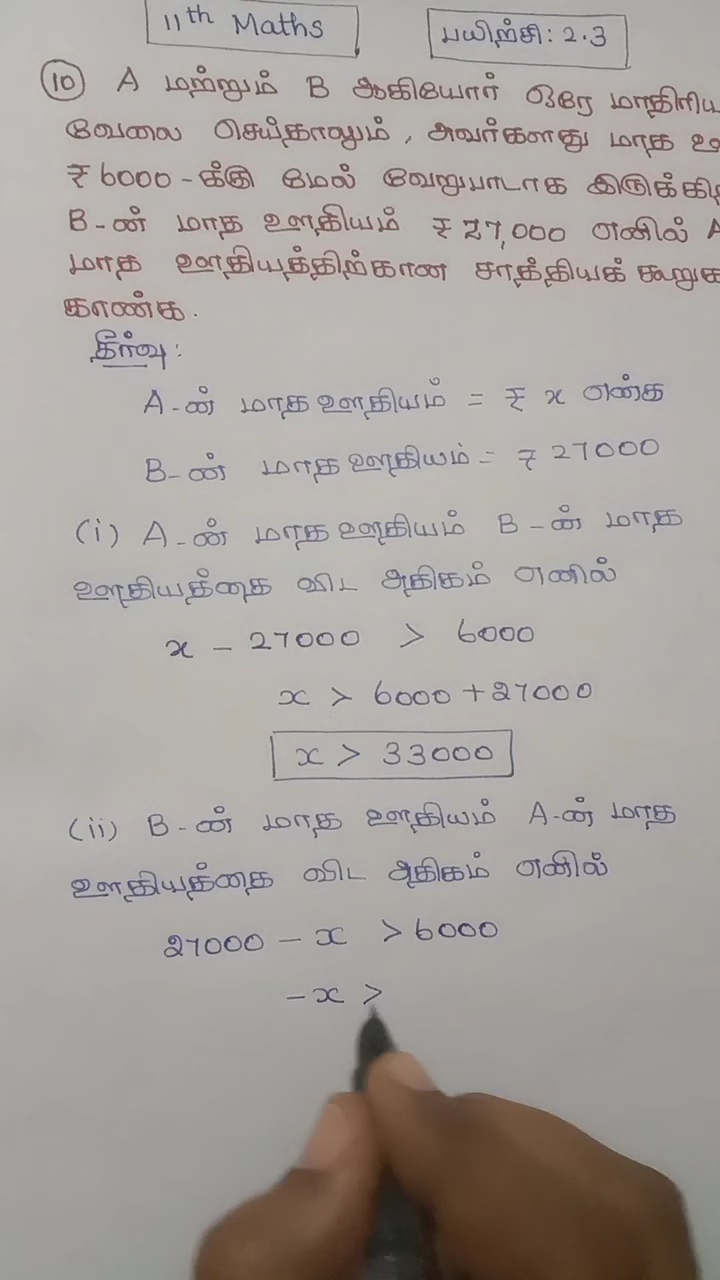 11th Maths
பயிற்சி: 2.3
(10) A மற்றும் B ஆகியோர் ஒரே மாதிரிய
வேலை செய்தாலும், அவர்களது மாத ஊ
₹6000-க்கு மேல் வேறுபாடாக இருக்கி
B-ன் மாத ஊதியம் ₹27,000 எனில் A
மாத ஊதியத்திற்கான சாத்தியக் கூறுக
காண்க.
தீர்வு:
A-ன் மாத ஊதியம் = ₹ x என்க
B-ன் மாத ஊதியம் = ₹ 27000
(i) A-ன் மாத ஊதியம் B-ன் மாத
ஊதியத்தை விட அதிகம் எனில்
x - 27000 > 6000
x > 6000 + 27000
x > 33000
(ii) B-ன் மாத ஊதியம் A-ன் மாத
ஊதியத்தை விட அதிகம் எனில்
27000 - x > 6000
-x >